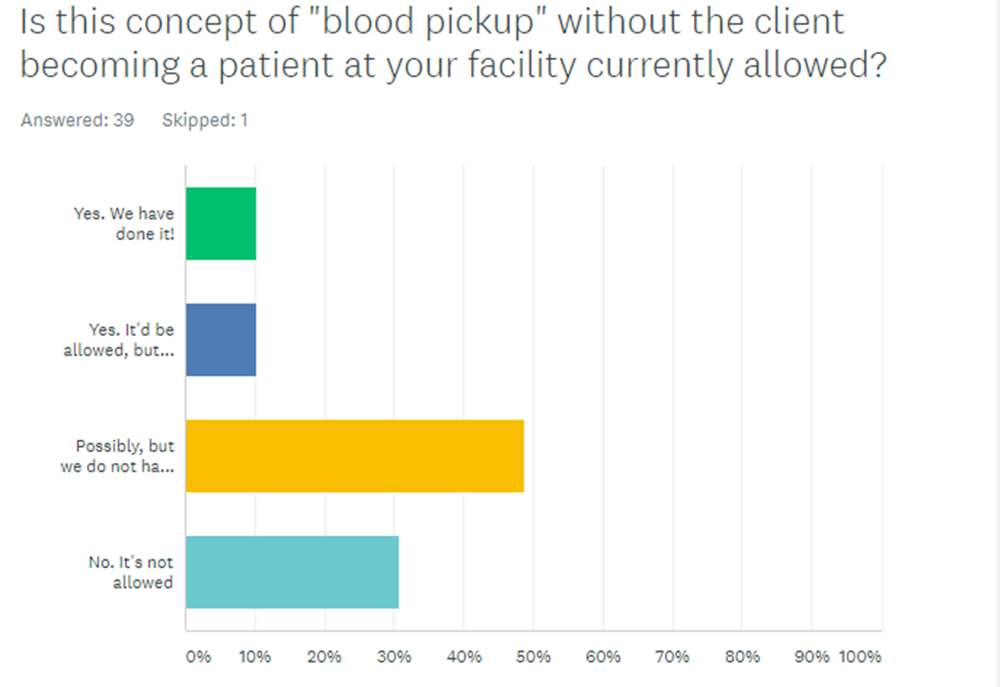 Is this concept of "blood pickup" without the client
becoming a patient at your facility currently allowed?
Answered: 39 Skipped: 1
Yes. We have
done it!
Yes. It'd be
allowed, but...
Possibly, but
we do not ha...
No. It's not
allowed
0% 10% 20% 30% 40% 50% 60% 70% 80% 90% 100%